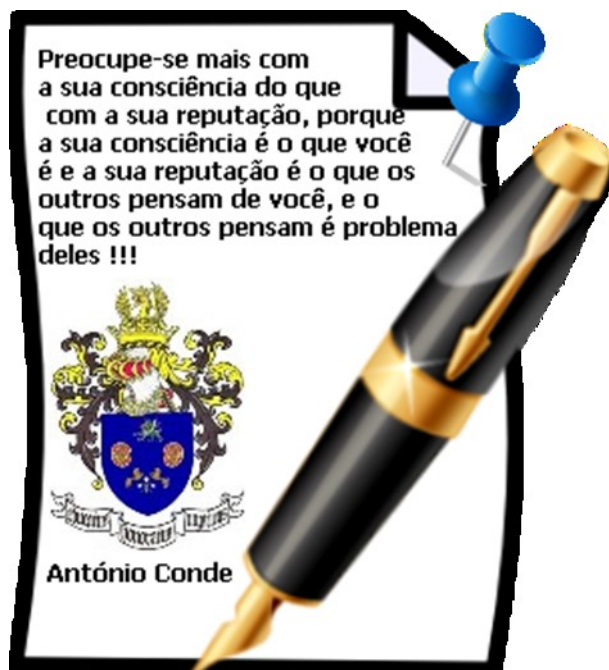 Preocupe-se mais com
a sua consciência do que
com a sua reputação, porque
a sua consciência é o que você
é e a sua reputação é o que os
outros pensam de você, e o
que os outros pensam é problema
deles !!!
António Conde